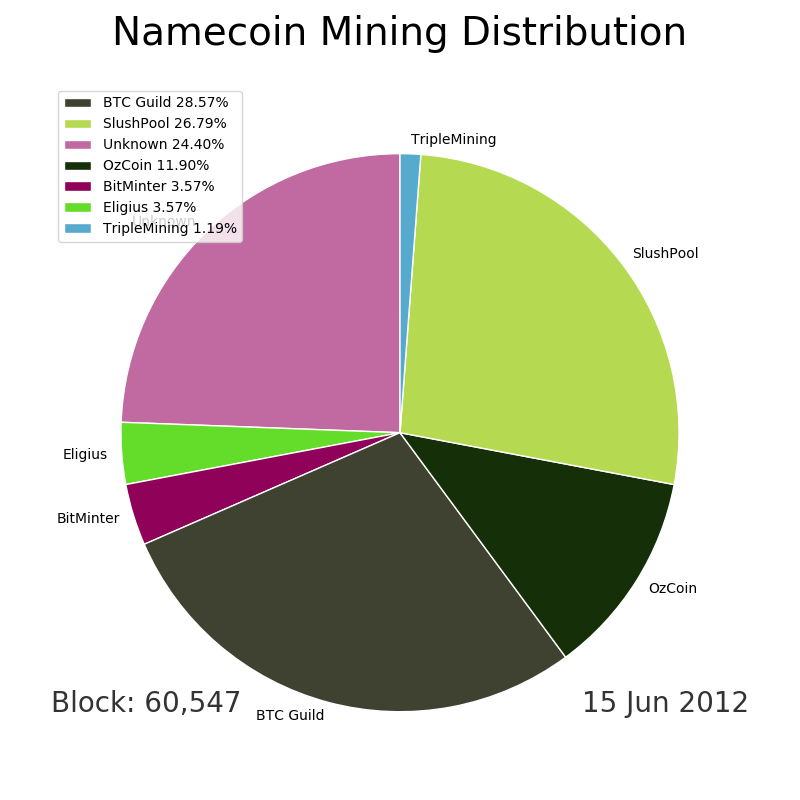 Namecoin Mining Distribution
BTC Guild 28.57%
SlushPool 26.79%
Unknown 24.40%
OzCoin 11.90%
BitMinter 3.57%
Eligius 3.57%
TripleMining 1.19%
TripleMining
Unknown
SlushPool
Eligius
BitMinter
OzCoin
Block: 60,547
BTC Guild
15 Jun 2012